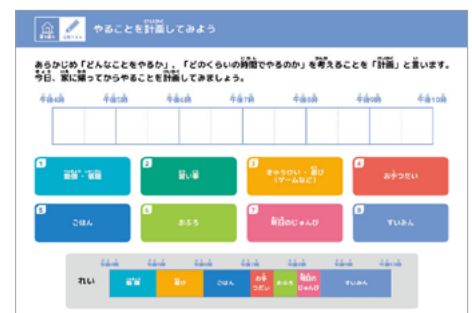 やることを計画してみよう
あらかじめ「どんなことをやるか」、「どのくらいの時間でやるのか」を考えることを「計画」と言います。
今日、家に帰ってからやることを計画してみましょう。
午後4時 午後5時 午後6時 午後7時 午後8時 午後9時 午後10時
1 2 習い事 3 きゅうけい・遊び 4 お手つだい
(ゲームなど)
5 ごはん 6 おふろ 7 明日のじゅんび 8 すいみん
れい 遊び ごはん お手つだい おふろ 明日のじゅんび すいみん